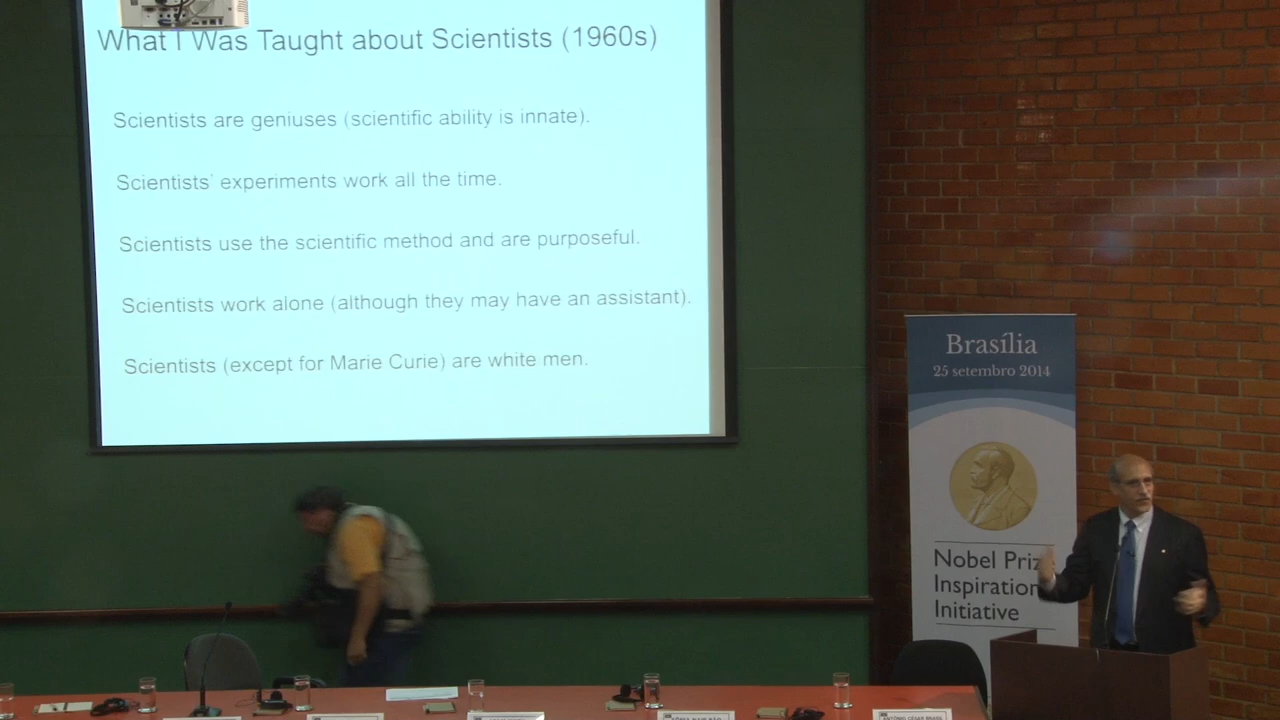 What I Was Taught about Scientists (1960s)
Scientists are geniuses (scientific ability is innate).
Scientists' experiments work all the time.
Scientists use the scientific method and are purposeful.
Scientists work alone (although they may have an assistant).
Scientists (except for Marie Curie) are white men.
Brasília
25 setembro 2014
Nobel Priz
Inspiration
Initiative